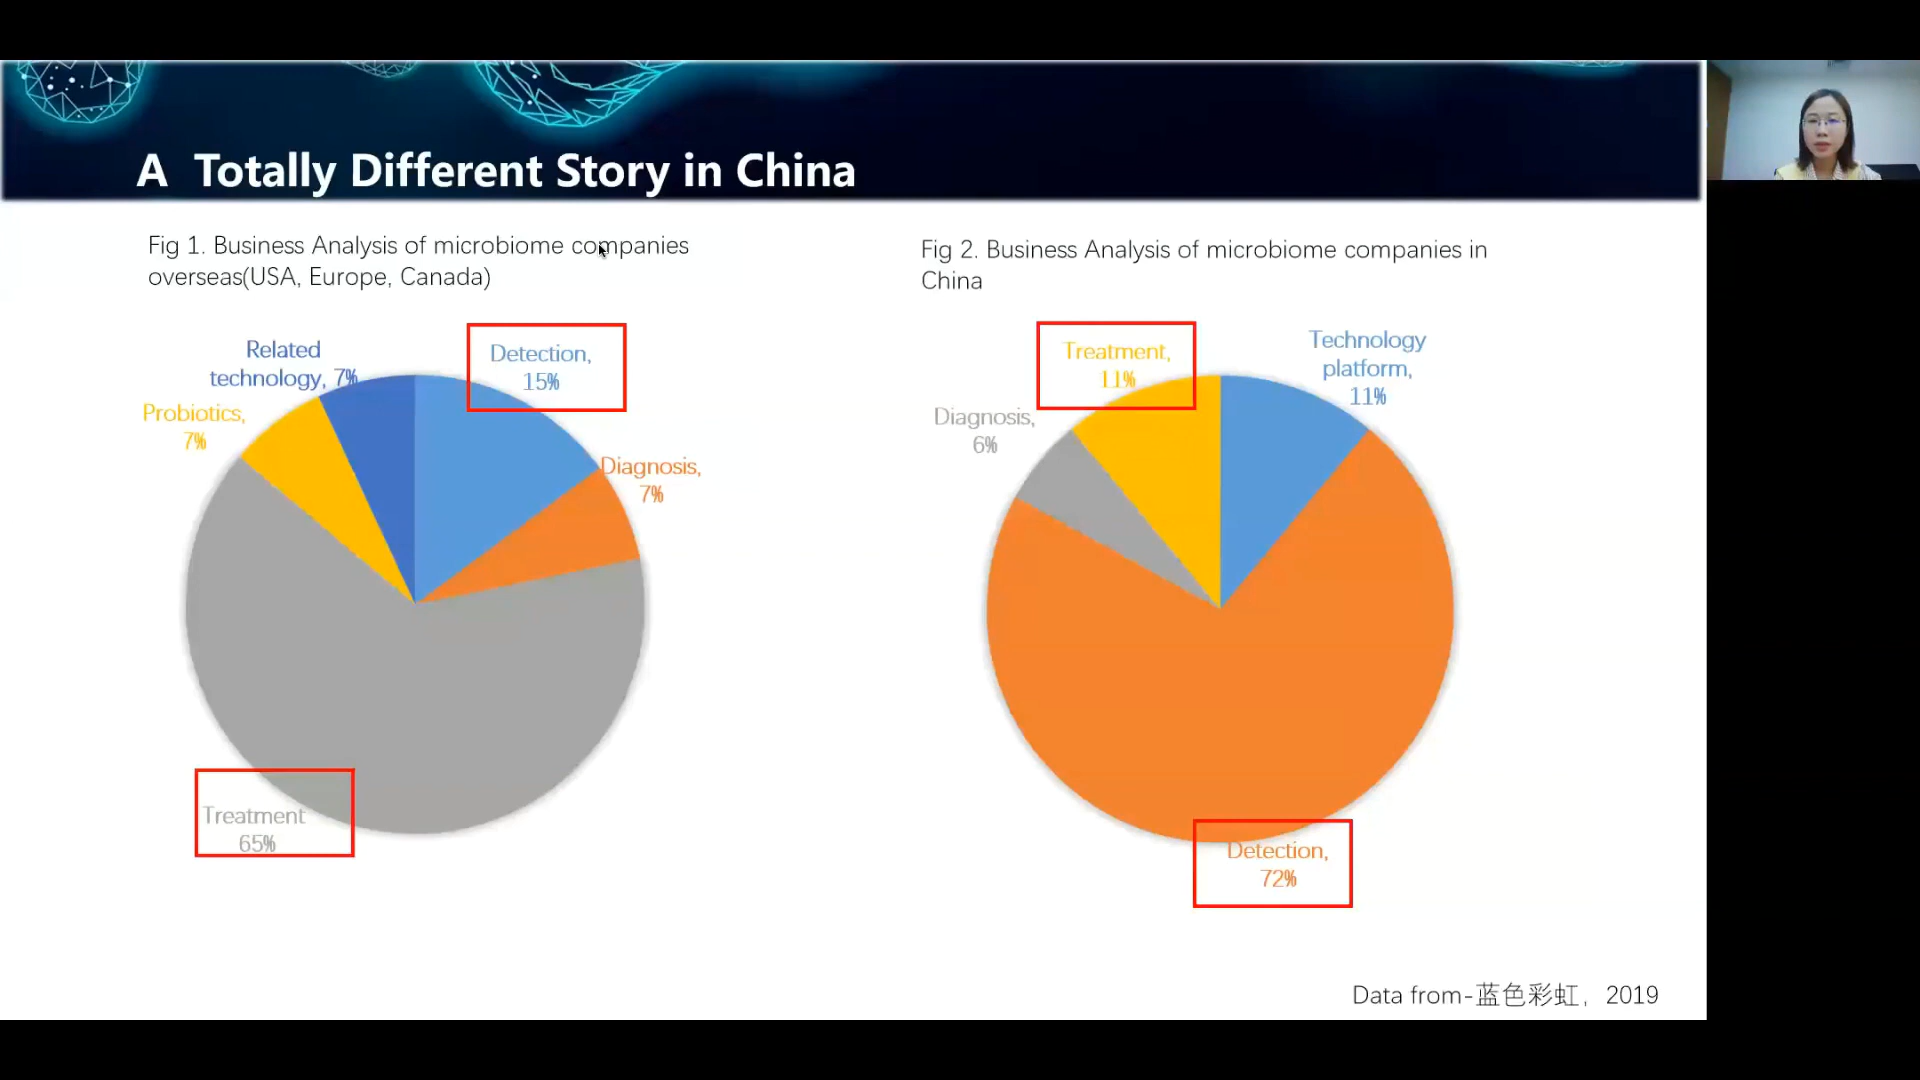 A Totally Different Story in China
Fig 1. Business Analysis of microbiome companies
overseas(USA, Europe, Canada)
Related
technology, 7%
Detection,
15%
Probiotics,
7%
Diagnosis,
7%
Treatment
65%
Fig 2. Business Analysis of microbiome companies in
China
Treatment,
11%
Technology
platform,
11%
Diagnosis,
6%
Detection,
72%
Data from-蓝色彩虹，2019